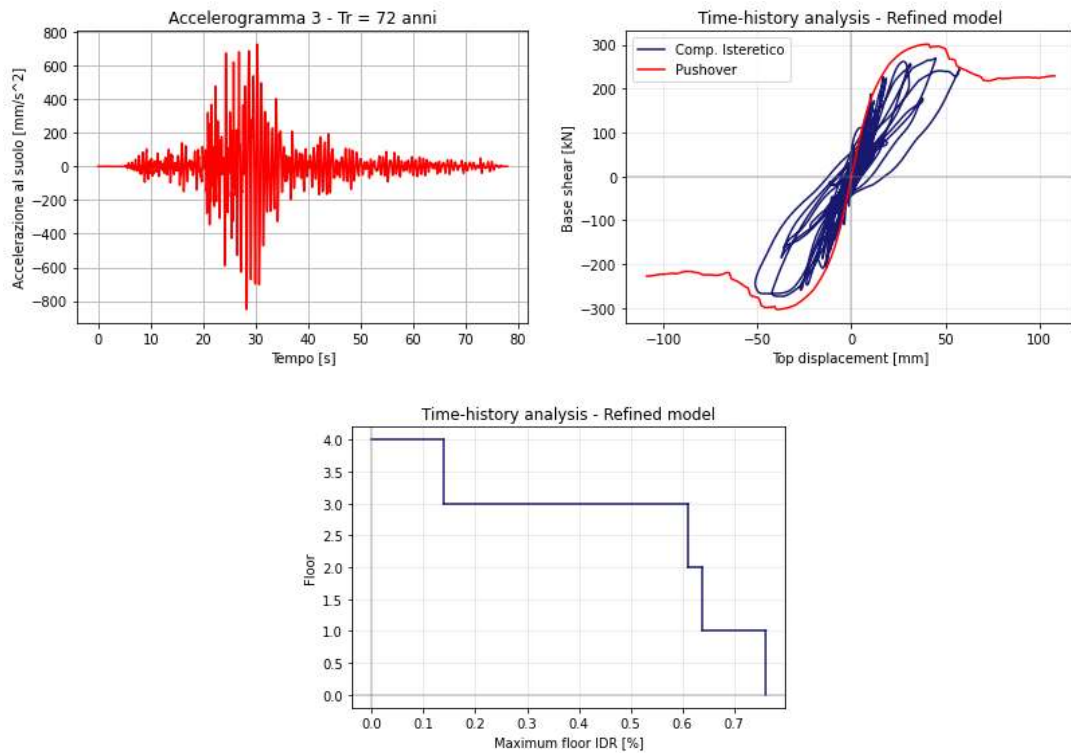 Accelerogramma 3 - Tr = 72 anni
800
600
400
200
0
−200
−400
−600
−800
Accelerazione al suolo [mm/s^2]
0 10 20 30 40 50 60 70 80
Tempo [s]
Time-history analysis - Refined model
Comp. Isteretico
Pushover
300
200
100
0
−100
−200
−300
Base shear [kN]
−100 −50 0 50 100
Top displacement [mm]
Time-history analysis - Refined model
4.0
3.5
3.0
2.5
2.0
1.5
1.0
0.5
0.0
Floor
0.0 0.1 0.2 0.3 0.4 0.5 0.6 0.7
Maximum floor IDR [%]